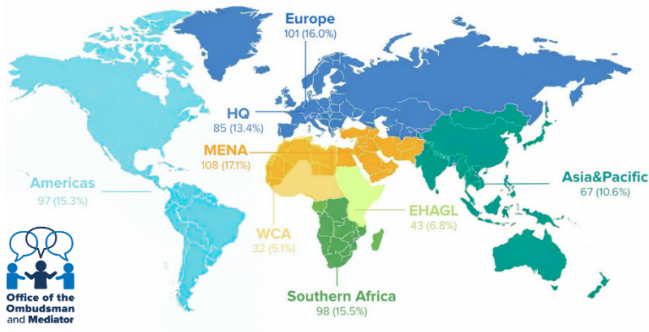 Europe
101 (16.0%)
HQ
85 (13.4%)
MENA
108 (17.1%)
Americas
97 (15.3%)
Asia&Pacific
67 (10.6%)
EHAGL
43 (6.8%)
WCA
32 (5.1%)
Southern Africa
98 (15.5%)
Office of the
Ombudsman
and Mediator